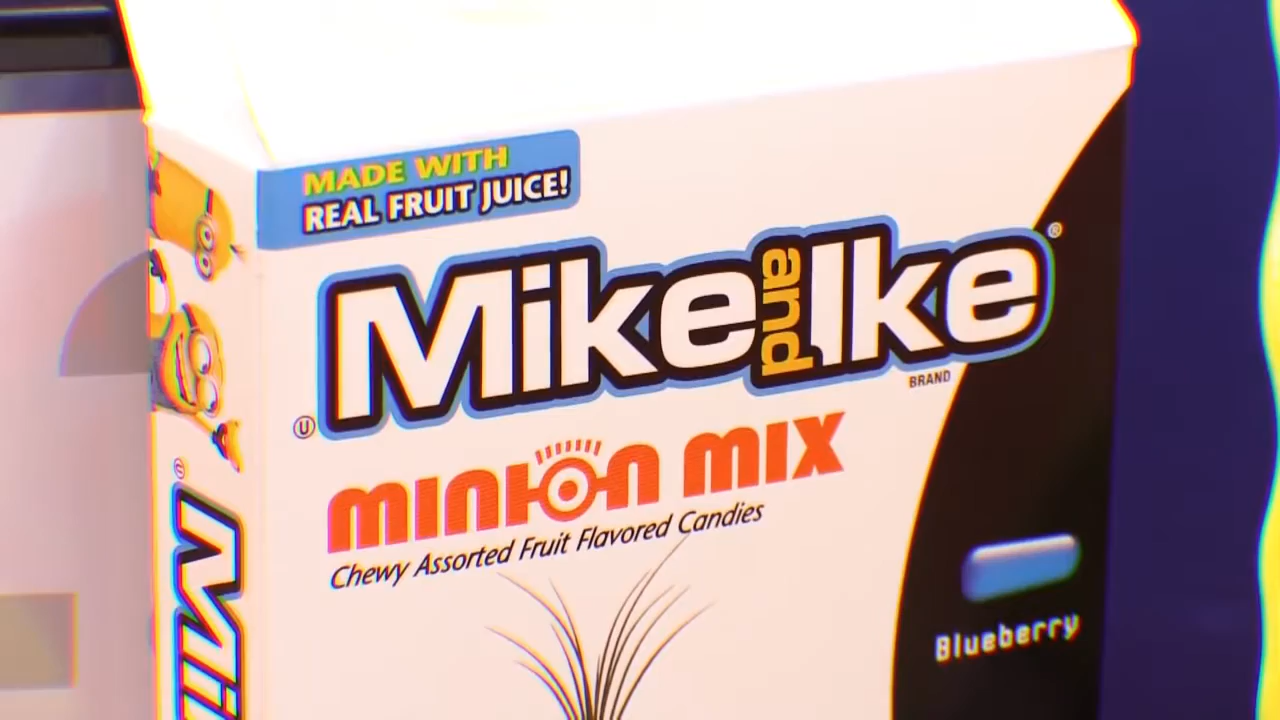 MADE WITH
REAL FRUIT JUICE!
Mike and Ike®
BRAND
Ⓤ
MINION MIX
Chewy Assorted Fruit Flavored Candies
Blueberry